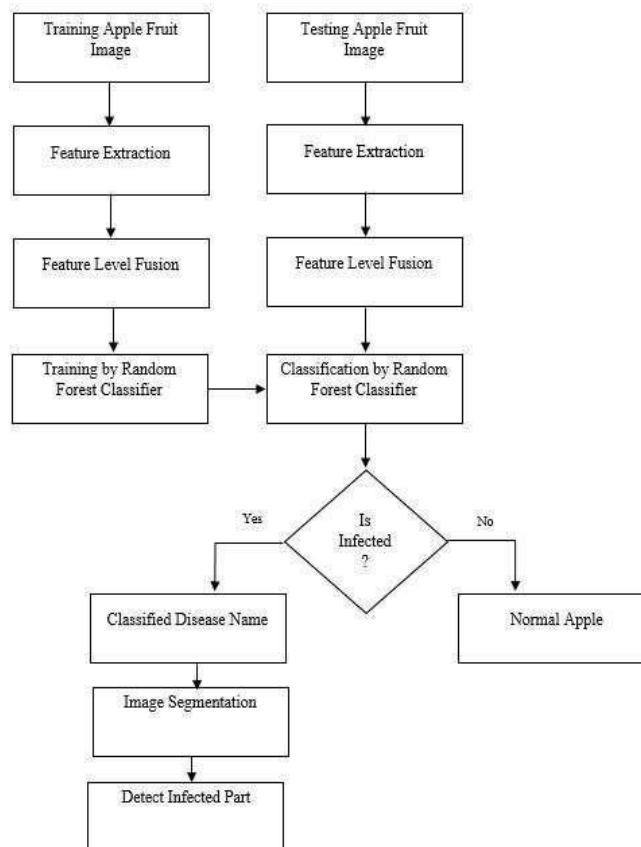 Training Apple Fruit
Image
Testing Apple Fruit
Image
Feature Extraction
Feature Extraction
Feature Level Fusion
Feature Level Fusion
Training by Random
Forest Classifier
Classification by Random
Forest Classifier
Yes
Is
Infected
?
No
Classified Disease Name
Normal Apple
Image Segmentation
Detect Infected Part